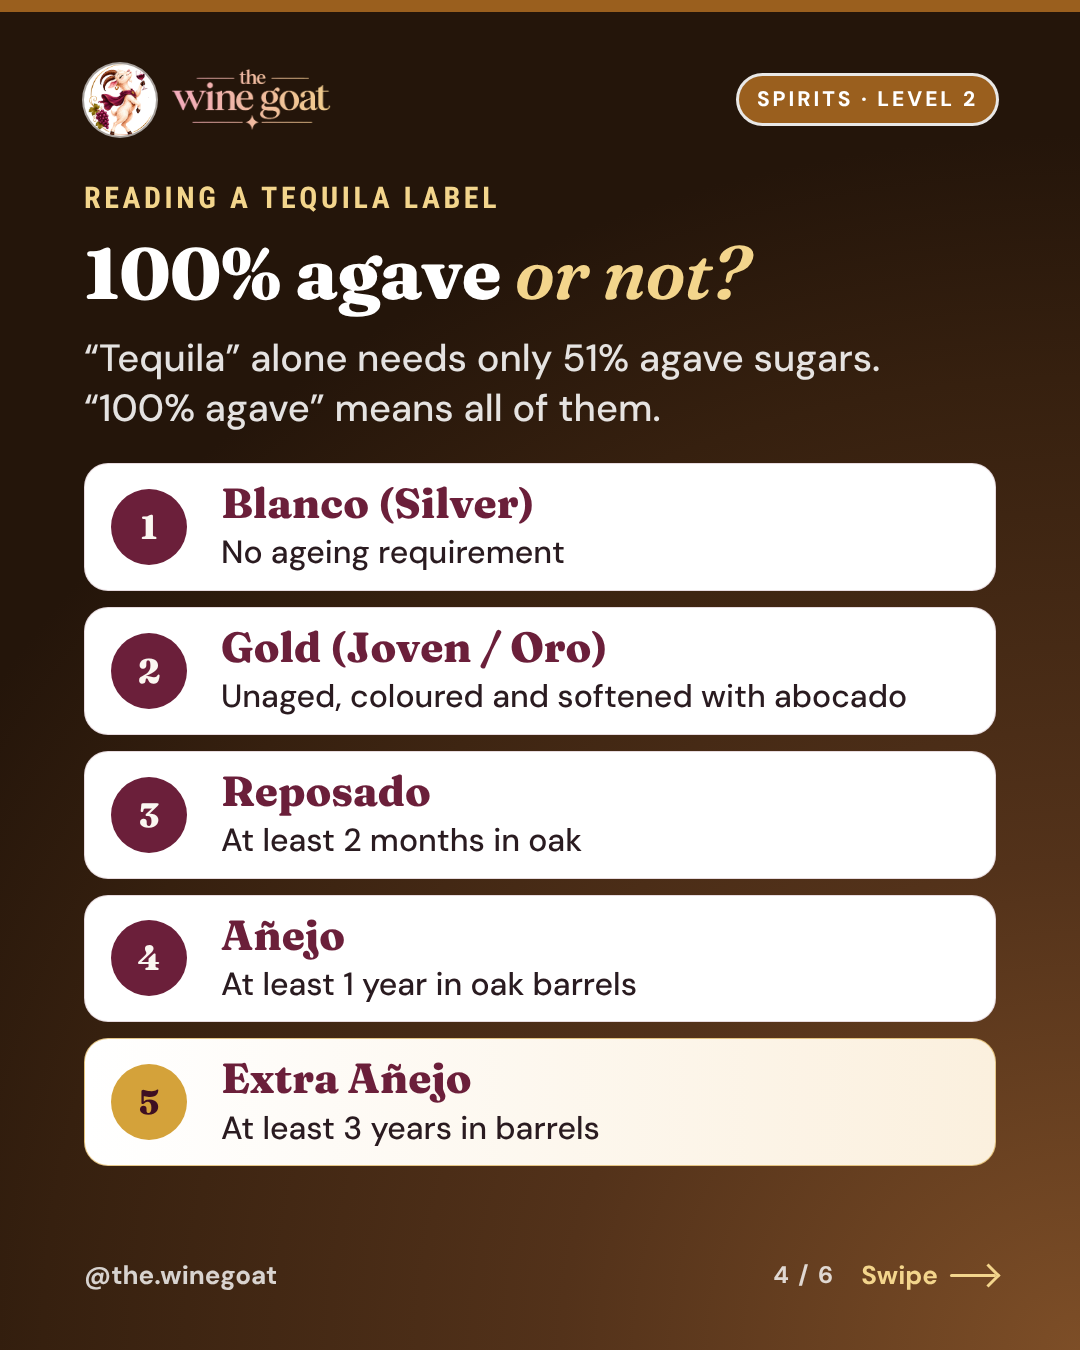 the
wine goat
SPIRITS · LEVEL 2
READING A TEQUILA LABEL
100% agave or not?
“Tequila” alone needs only 51% agave sugars.
“100% agave” means all of them.
1
Blanco (Silver)
No ageing requirement
2
Gold (Joven / Oro)
Unaged, coloured and softened with abocado
3
Reposado
At least 2 months in oak
4
Añejo
At least 1 year in oak barrels
5
Extra Añejo
At least 3 years in barrels
@the.winegoat
4 / 6 Swipe